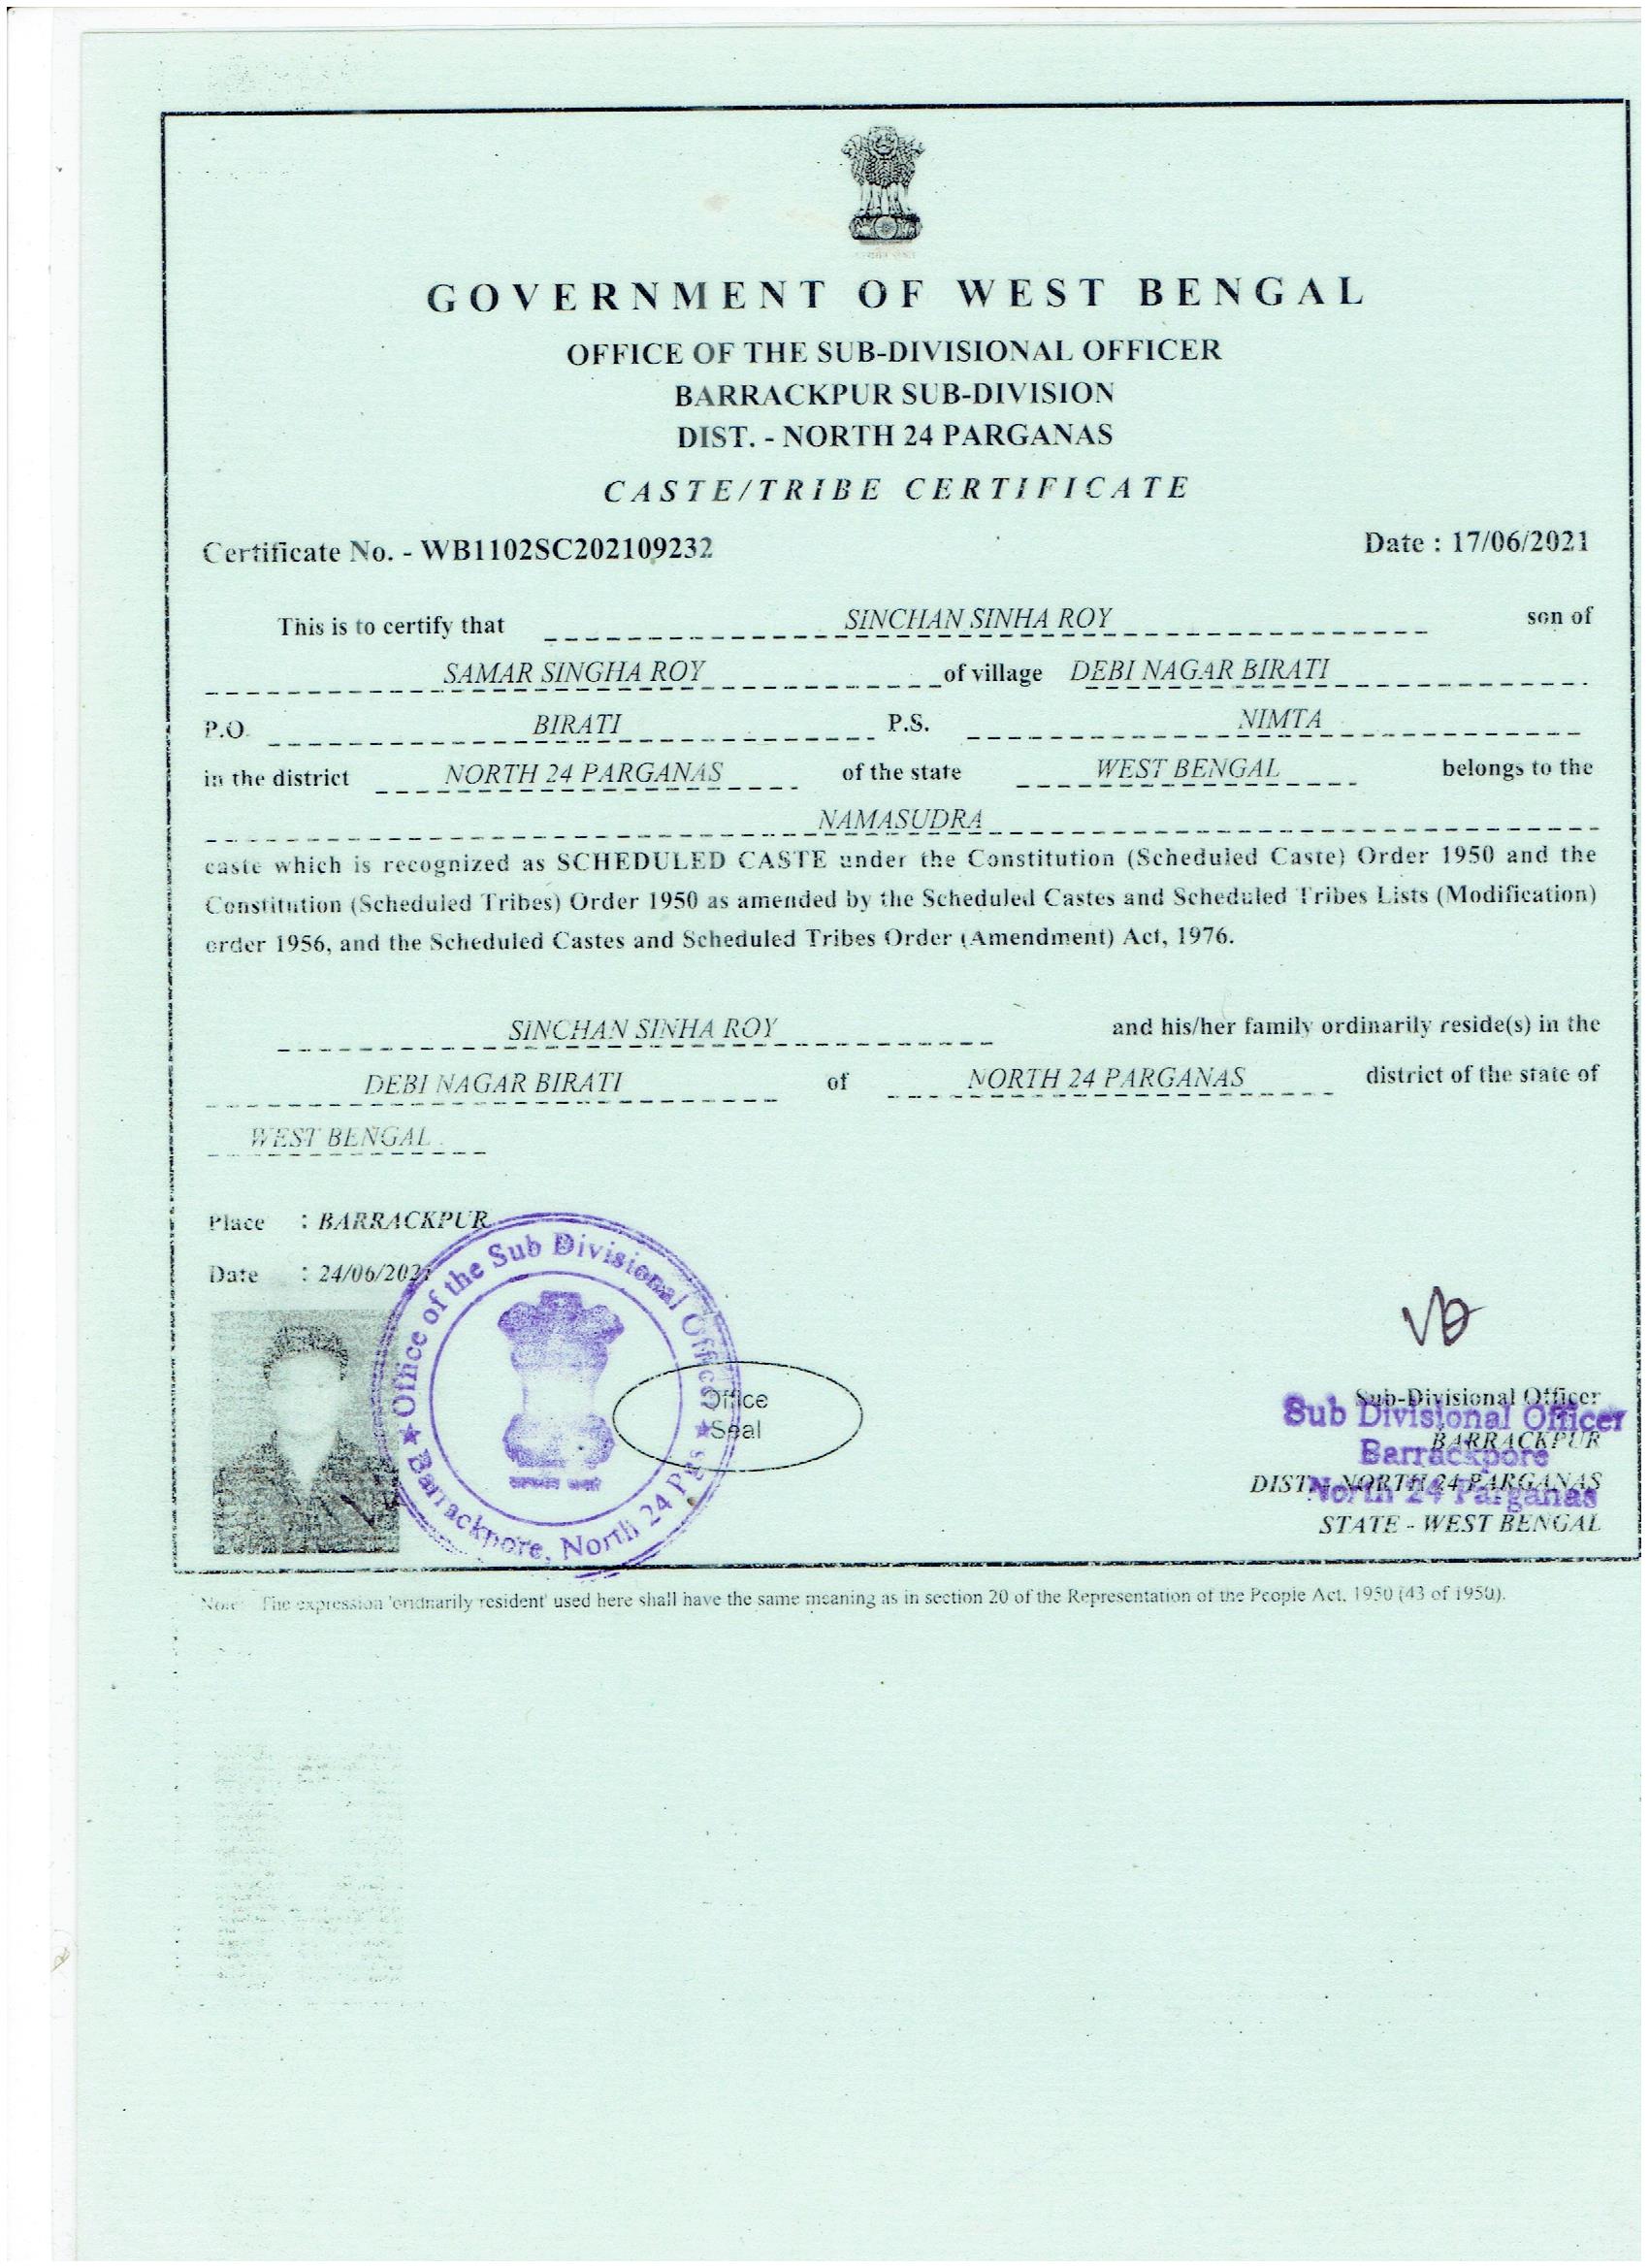 GOVERNMENT OF WEST BENGAL
OFFICE OF THE SUB-DIVISIONAL OFFICER
BARRACKPUR SUB-DIVISION
DIST. - NORTH 24 PARGANAS
CASTE/TRIBE CERTIFICATE
Certificate No. - WB1102SC202109232 Date : 17/06/2021
This is to certify that SINCHAN SINHA ROY son of
SAMAR SINGHA ROY of village DEBI NAGAR BIRATI
P.O. BIRATI P.S. NIMTA
in the district NORTH 24 PARGANAS of the state WEST BENGAL belongs to the
NAMASUDRA
caste which is recognized as SCHEDULED CASTE under the Constitution (Scheduled Caste) Order 1950 and the
Constitution (Scheduled Tribes) Order 1950 as amended by the Scheduled Castes and Scheduled Tribes Lists (Modification)
order 1956, and the Scheduled Castes and Scheduled Tribes Order (Amendment) Act, 1976.
SINCHAN SINHA ROY and his/her family ordinarily reside(s) in the
DEBI NAGAR BIRATI of NORTH 24 PARGANAS district of the state of
WEST BENGAL .
Place : BARRACKPUR
Date : 24/06/2021
Office of the Sub Divisional Officer
★ Barrackpore, North 24 Pgs ★
Office
Seal
Sub-Divisional Officer
BARRACKPUR
DIST. - NORTH 24 PARGANAS
STATE - WEST BENGAL
Sub Divisional Officer
Barrackpore
North 24 Parganas
Note: The expression 'oridnarily resident' used here shall have the same meaning as in section 20 of the Representation of the People Act, 1950 (43 of 1950).